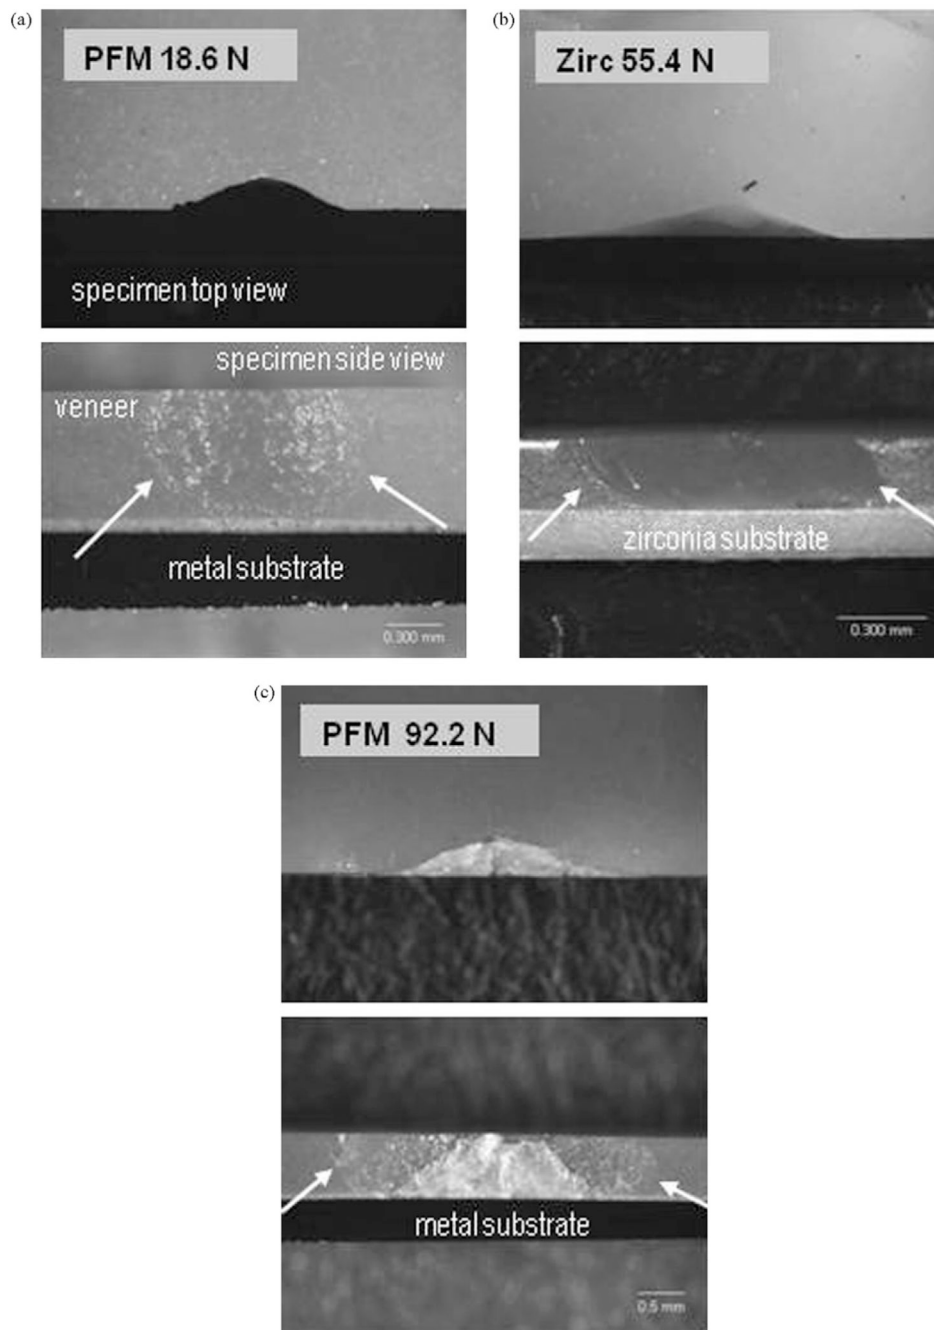 (a)
PFM 18.6 N
specimen top view
specimen side view
veneer
metal substrate
0.300 mm
(b)
Zirc 55.4 N
zirconia substrate
0.300 mm
(c)
PFM 92.2 N
metal substrate
0.5 mm